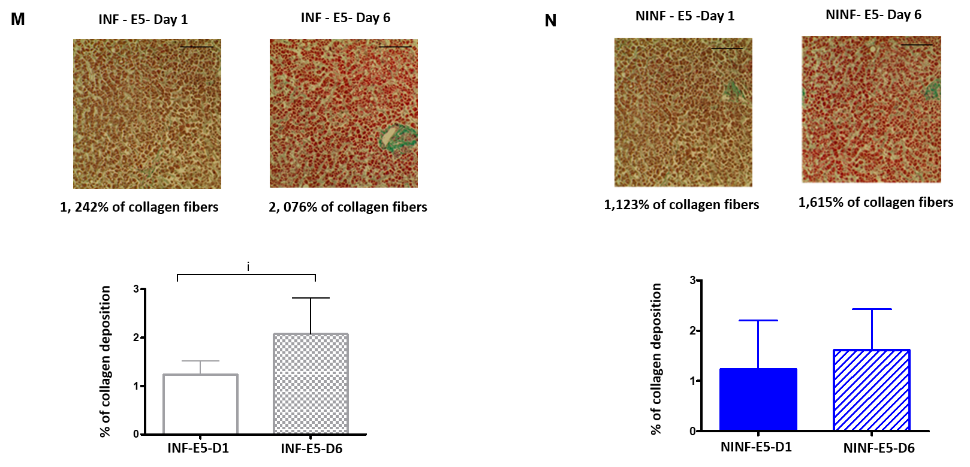 M
INF - E5- Day 1
INF - E5- Day 6
1, 242% of collagen fibers
2, 076% of collagen fibers
i
% of collagen deposition
3
2
1
0
INF-E5-D1
INF-E5-D6
N
NINF - E5 -Day 1
NINF- E5- Day 6
1,123% of collagen fibers
1,615% of collagen fibers
% of collagen deposition
3
2
1
0
NINF-E5-D1
NINF-E5-D6